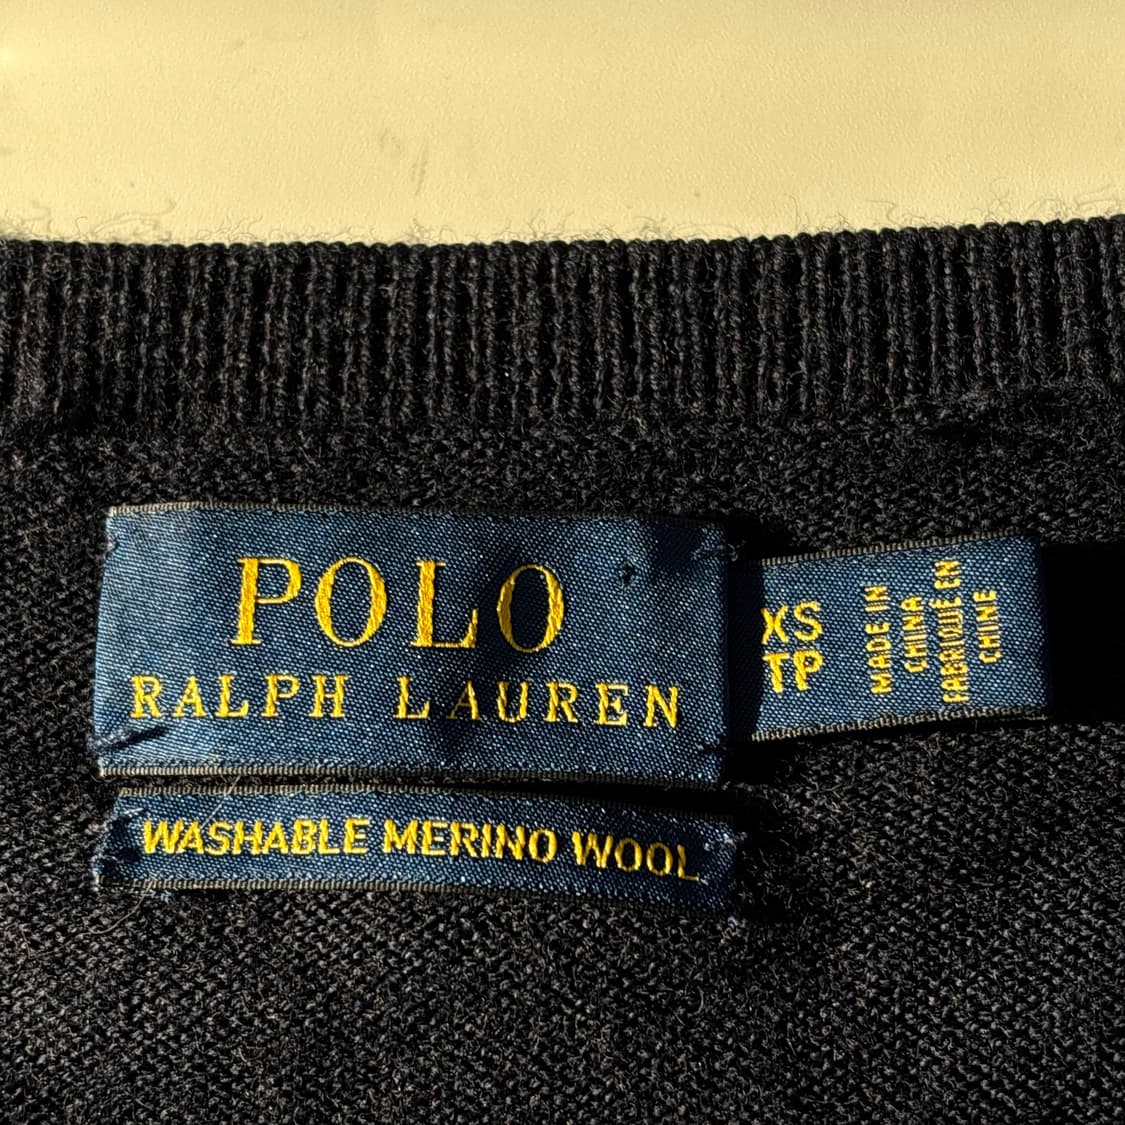 POLO
RALPH LAUREN
WASHABLE MERINO WOOL
XS
TP
MADE IN
CHINA
FABRIQUÉ EN
CHINE